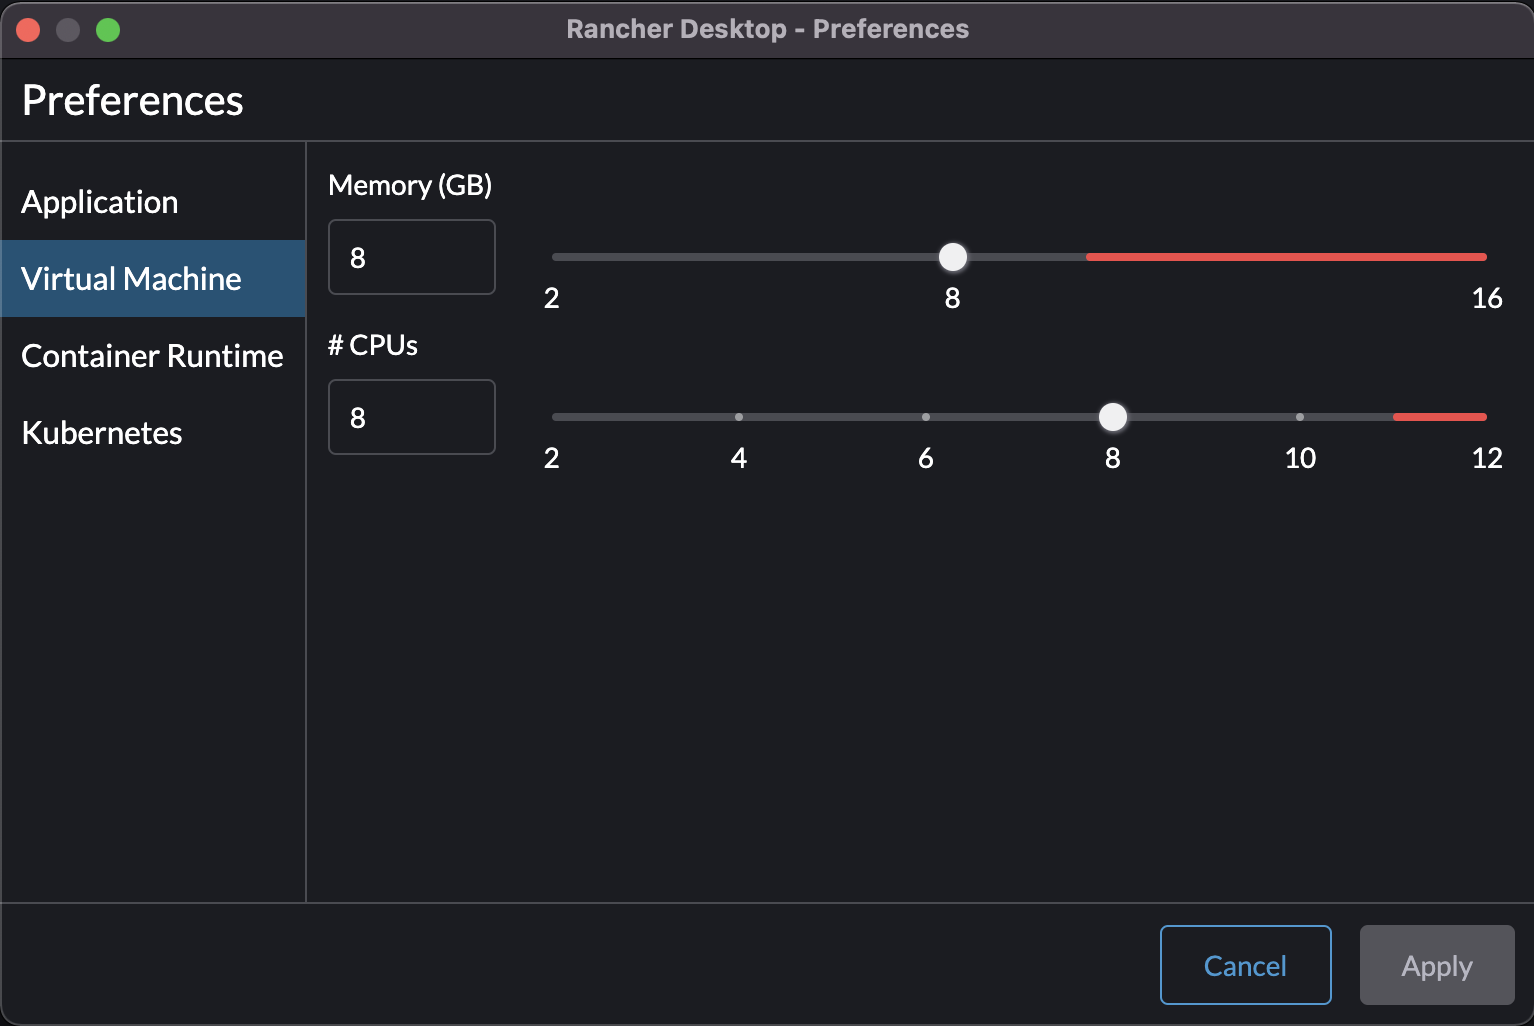 Rancher Desktop - Preferences
Preferences
Application
Virtual Machine
Container Runtime
Kubernetes
Memory (GB)
8
2 8 16
# CPUs
8
2 4 6 8 10 12
Cancel Apply